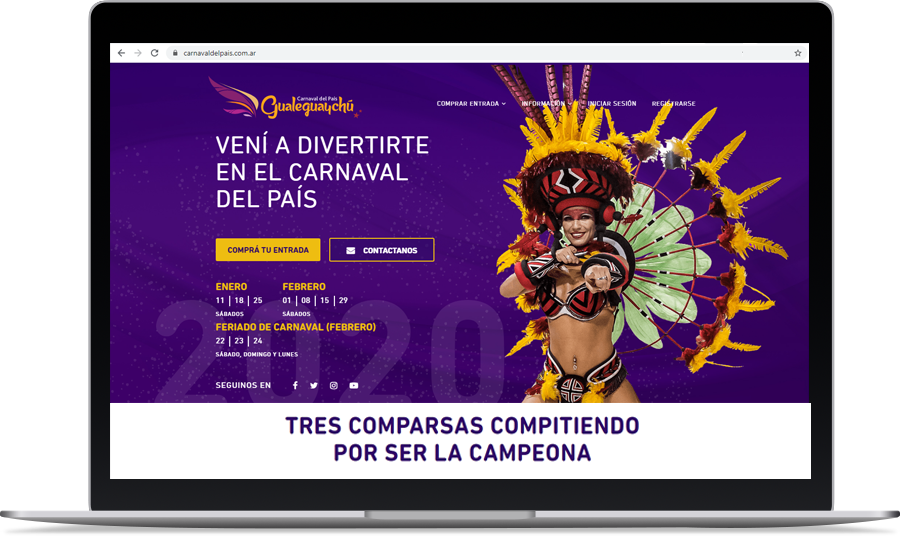 carnavaldelpais.com.ar
Carnaval del País
Gualeguaychú
COMPRAR ENTRADA
INFORMACIÓN
INICIAR SESIÓN
REGISTRARSE
VENÍ A DIVERTIRTE
EN EL CARNAVAL
DEL PAÍS
COMPRÁ TU ENTRADA
CONTACTANOS
ENERO
11 | 18 | 25
SÁBADOS
FEBRERO
01 | 08 | 15 | 29
SÁBADOS
FERIADO DE CARNAVAL (FEBRERO)
22 | 23 | 24
SÁBADO, DOMINGO Y LUNES
2020
SEGUINOS EN
TRES COMPARSAS COMPITIENDO
POR SER LA CAMPEONA